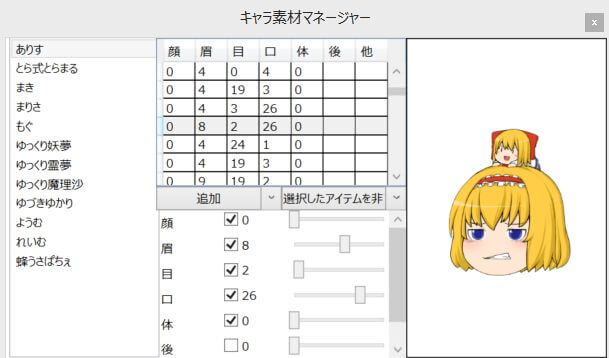 キャラ素材マネージャー
x
ありす
とら式とらまる
まき
まりさ
もぐ
ゆっくり妖夢
ゆっくり霊夢
ゆっくり魔理沙
ゆづきゆかり
ようむ
れいむ
蜂うさばちぇ
顔 眉 目 口 体 後 他
0 4 0 4 0
0 4 19 3 0
0 4 3 26 0
0 8 2 26 0
0 4 24 1 0
0 4 19 3 0
0 9 19 2 0
追加 選択したアイテムを非
顔 0
眉 8
目 2
口 26
体 0
後 0